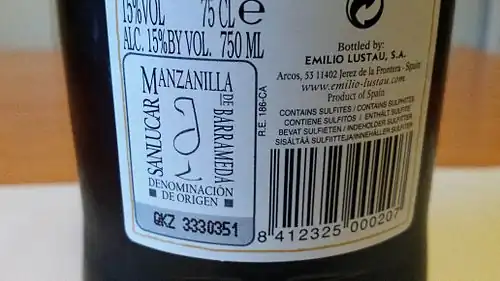 15%VOL 75 CL e
ALC. 15%BY VOL. 750 ML
MANZANILLA
SANLUCAR
DE BARRAMEDA
DENOMINACIÓN
DE ORIGEN
QKZ 3330351
R.E. 186-CA
Bottled by:
EMILIO LUSTAU, S.A.
Arcos, 53 11402 Jerez de la Frontera - Spain
www.emilio-lustau.com
Product of Spain
CONTAINS SULFITES / CONTAINS SULPHITES
CONTIENE SULFITOS / ENTHÄLT SULFITE
BEVAT SULFIETEN / INDEHOLDER SULFITTER
SISÄLTÄÄ SULFIITTEJA/INNEHÅLLER SULFITER
8 412325 000207